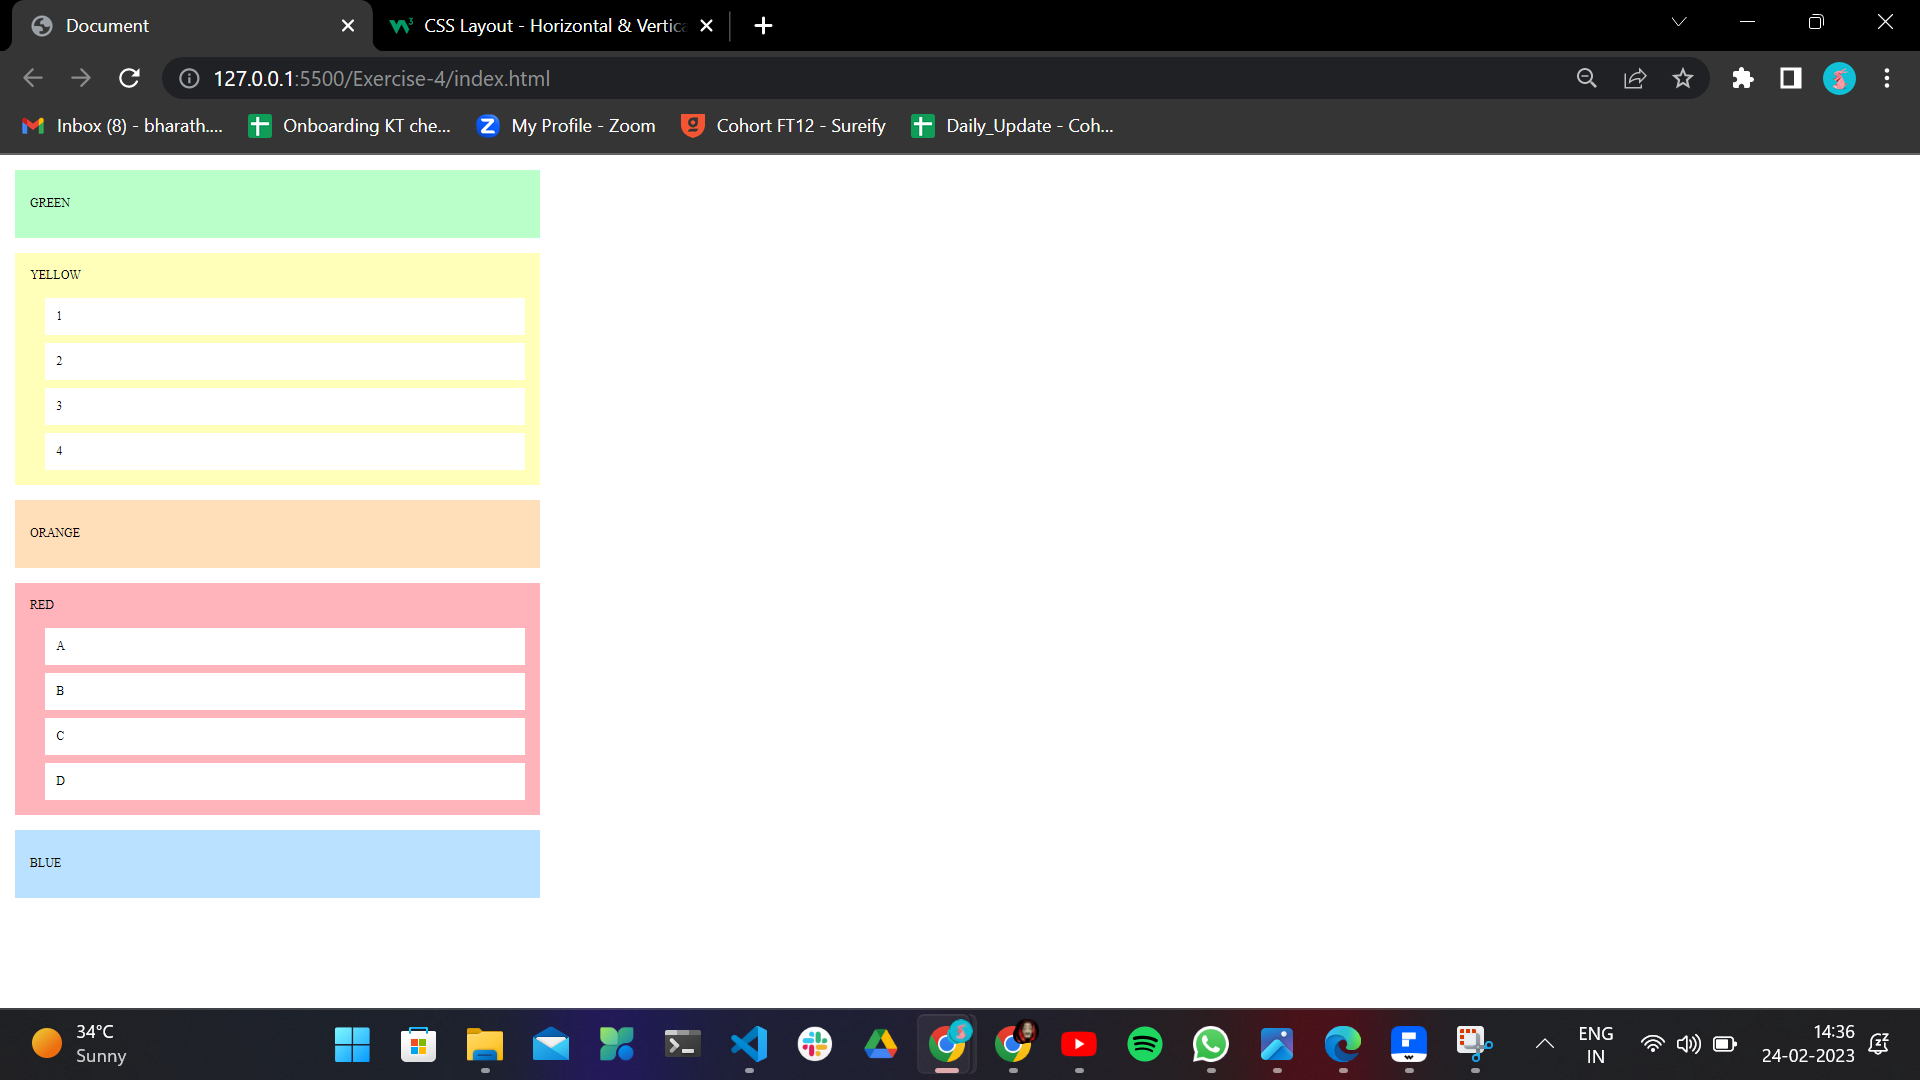 Document
CSS Layout - Horizontal & Vertica
127.0.0.1:5500/Exercise-4/index.html
Inbox (8) - bharath....
Onboarding KT che...
My Profile - Zoom
Cohort FT12 - Sureify
Daily_Update - Coh...
GREEN
YELLOW
1
2
3
4
ORANGE
RED
A
B
C
D
BLUE
34°C
Sunny
ENG
IN
14:36
24-02-2023